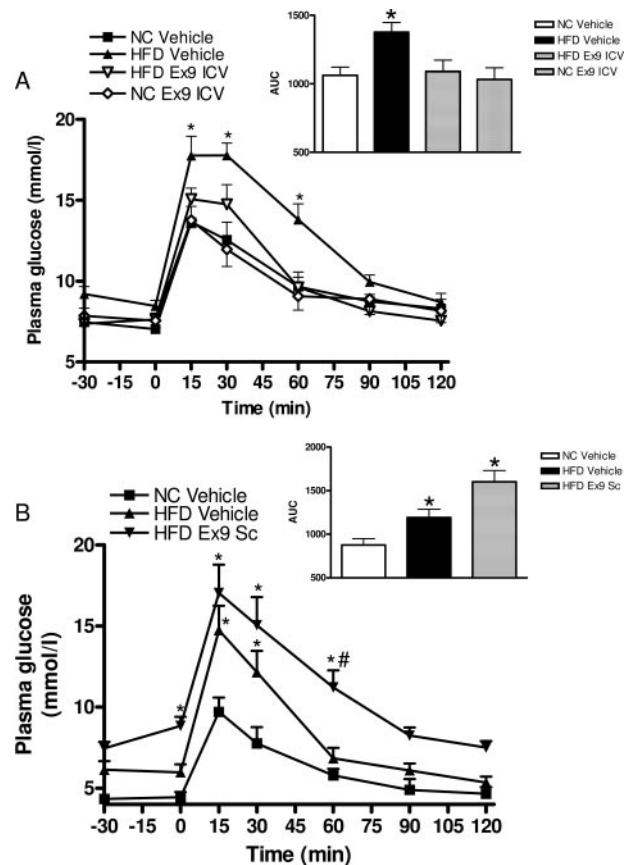 A
NC Vehicle
HFD Vehicle
HFD Ex9 ICV
NC Ex9 ICV
Plasma glucose (mmol/l)
20
15
10
5
* * *
-30 -15 0 15 30 45 60 75 90 105 120
Time (min)
AUC
1500
1000
500
*
NC Vehicle
HFD Vehicle
HFD Ex9 ICV
NC Ex9 ICV
B
NC Vehicle
HFD Vehicle
HFD Ex9 Sc
Plasma glucose
(mmol/l)
20
15
10
5
* * * * * *#
-30 -15 0 15 30 45 60 75 90 105 120
Time (min)
AUC
2000
1500
1000
500
* *
NC Vehicle
HFD Vehicle
HFD Ex9 Sc